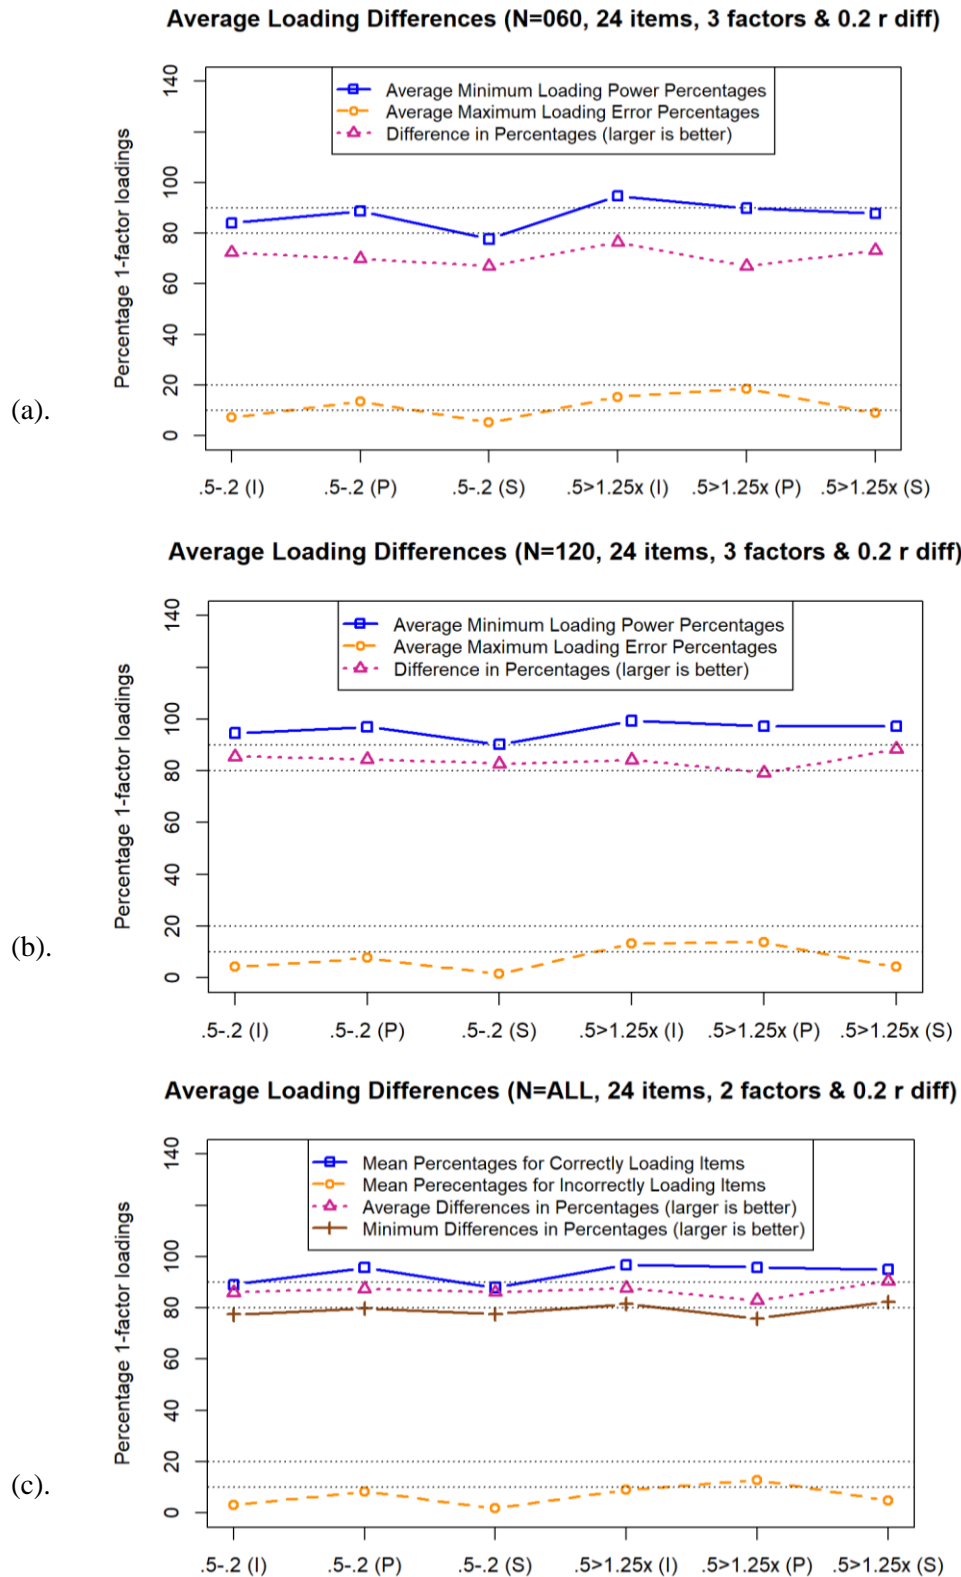 Average Loading Differences (N=060, 24 items, 3 factors & 0.2 r diff)
Average Minimum Loading Power Percentages
Average Maximum Loading Error Percentages
Difference in Percentages (larger is better)
Percentage 1-factor loadings
140
100
80
60
40
20
0
(a).
.5-.2 (I) .5-.2 (P) .5-.2 (S) .5>1.25x (I) .5>1.25x (P) .5>1.25x (S)
Average Loading Differences (N=120, 24 items, 3 factors & 0.2 r diff)
Average Minimum Loading Power Percentages
Average Maximum Loading Error Percentages
Difference in Percentages (larger is better)
Percentage 1-factor loadings
140
100
80
60
40
20
0
(b).
.5-.2 (I) .5-.2 (P) .5-.2 (S) .5>1.25x (I) .5>1.25x (P) .5>1.25x (S)
Average Loading Differences (N=ALL, 24 items, 2 factors & 0.2 r diff)
Mean Percentages for Correctly Loading Items
Mean Perecentages for Incorrectly Loading Items
Average Differences in Percentages (larger is better)
Minimum Differences in Percentages (larger is better)
Percentage 1-factor loadings
140
100
80
60
40
20
0
(c).
.5-.2 (I) .5-.2 (P) .5-.2 (S) .5>1.25x (I) .5>1.25x (P) .5>1.25x (S)